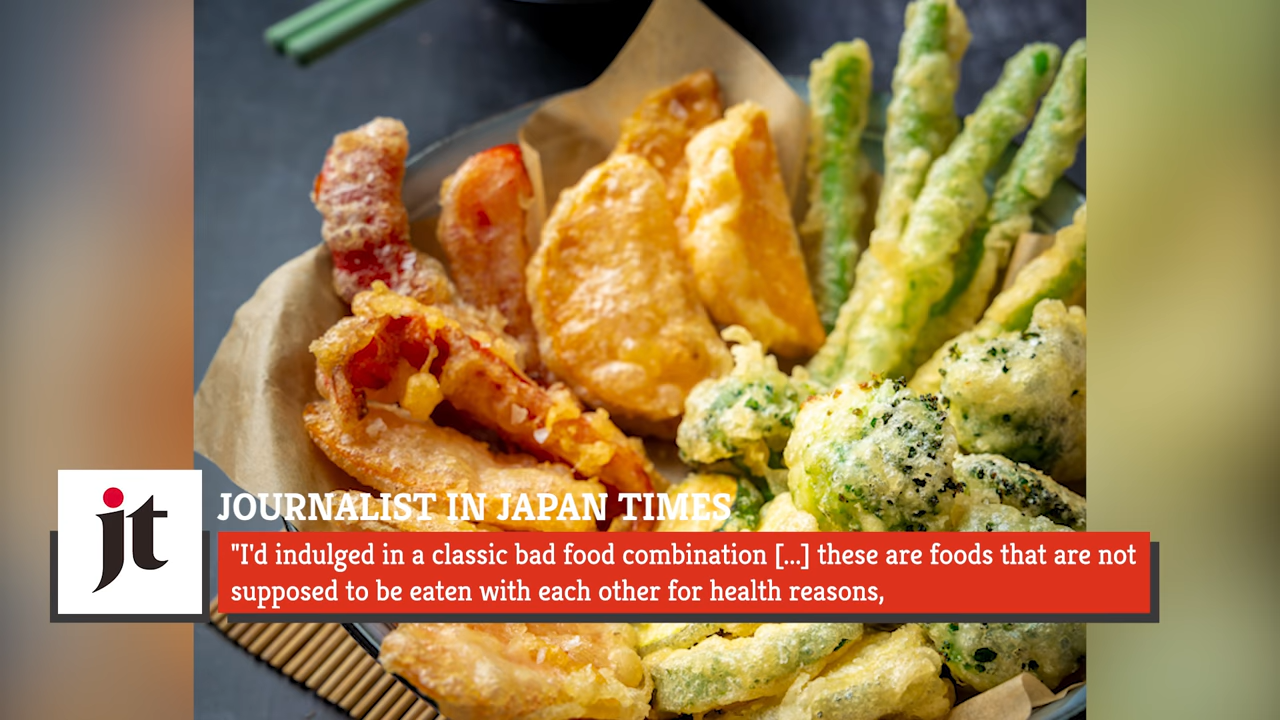 JOURNALIST IN JAPAN TIMES
jt
"I'd indulged in a classic bad food combination [...] these are foods that are not
supposed to be eaten with each other for health reasons,